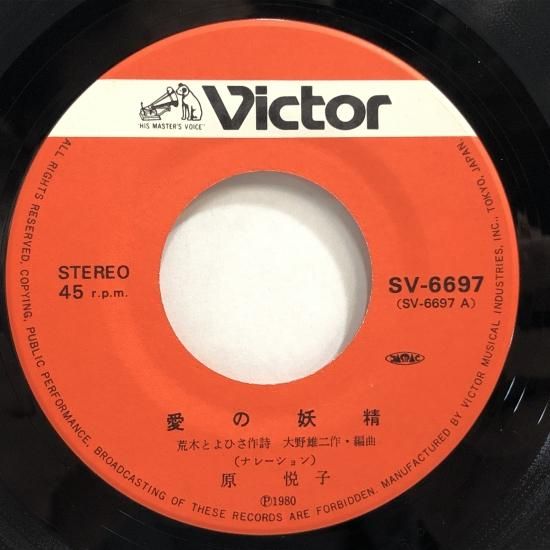 Victor
"HIS MASTER'S VOICE"
STEREO
45 r.p.m.
SV-6697
(SV-6697 A)
JASRAC
愛の妖精
荒木とよひさ作詩 大野雄二作・編曲
(ナレーション)
原悦子
Ⓟ1980
ALL RIGHTS RESERVED, COPYING, PUBLIC PERFORMANCE, BROADCASTING OF THESE RECORDS ARE FORBIDDEN. MANUFACTURED BY VICTOR MUSICAL INDUSTRIES, INC., TOKYO, JAPAN.